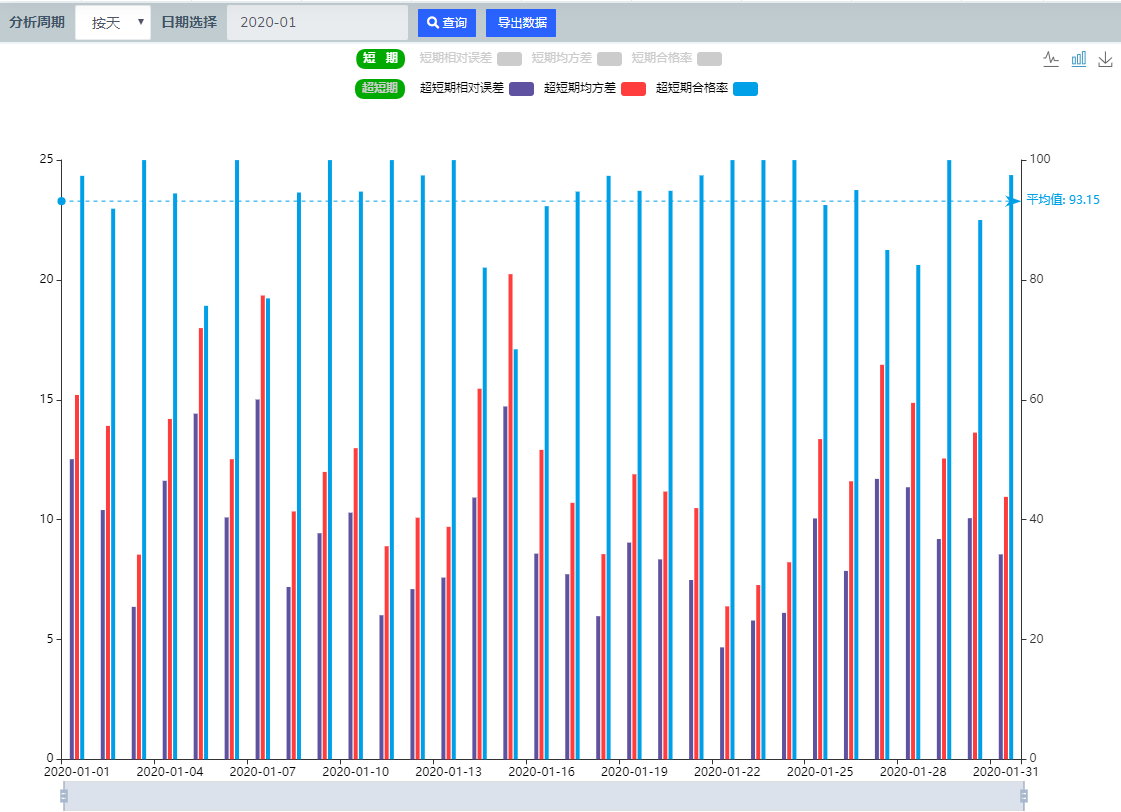 分析周期 按天 日期选择 2020-01 查询 导出数据
短 期 短期相对误差 短期均方差 短期合格率
超短期 超短期相对误差 超短期均方差 超短期合格率
25 100
平均值: 93.15
20 80
15 60
10 40
5 20
0 0
2020-01-01 2020-01-04 2020-01-07 2020-01-10 2020-01-13 2020-01-16 2020-01-19 2020-01-22 2020-01-25 2020-01-28 2020-01-31